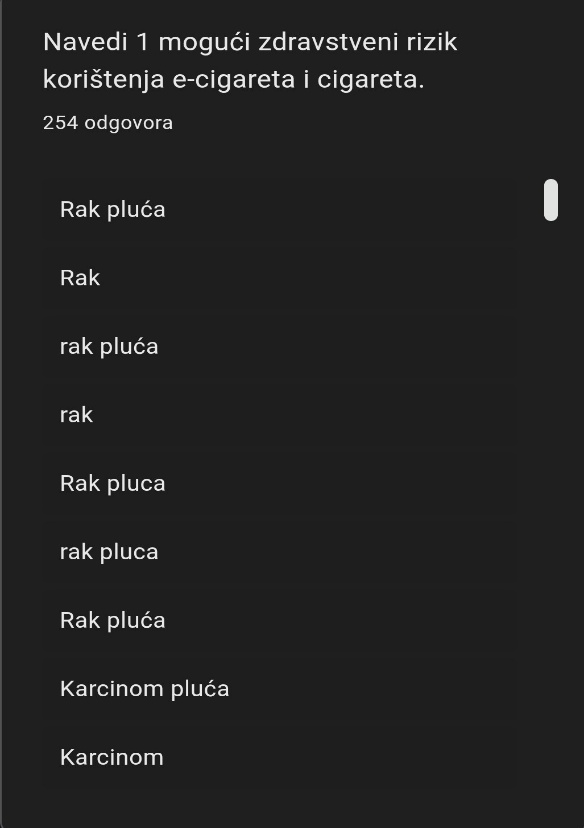 Navedi 1 mogući zdravstveni rizik
korištenja e-cigareta i cigareta.
254 odgovora
Rak pluća
Rak
rak pluća
rak
Rak pluca
rak pluca
Rak pluća
Karcinom pluća
Karcinom